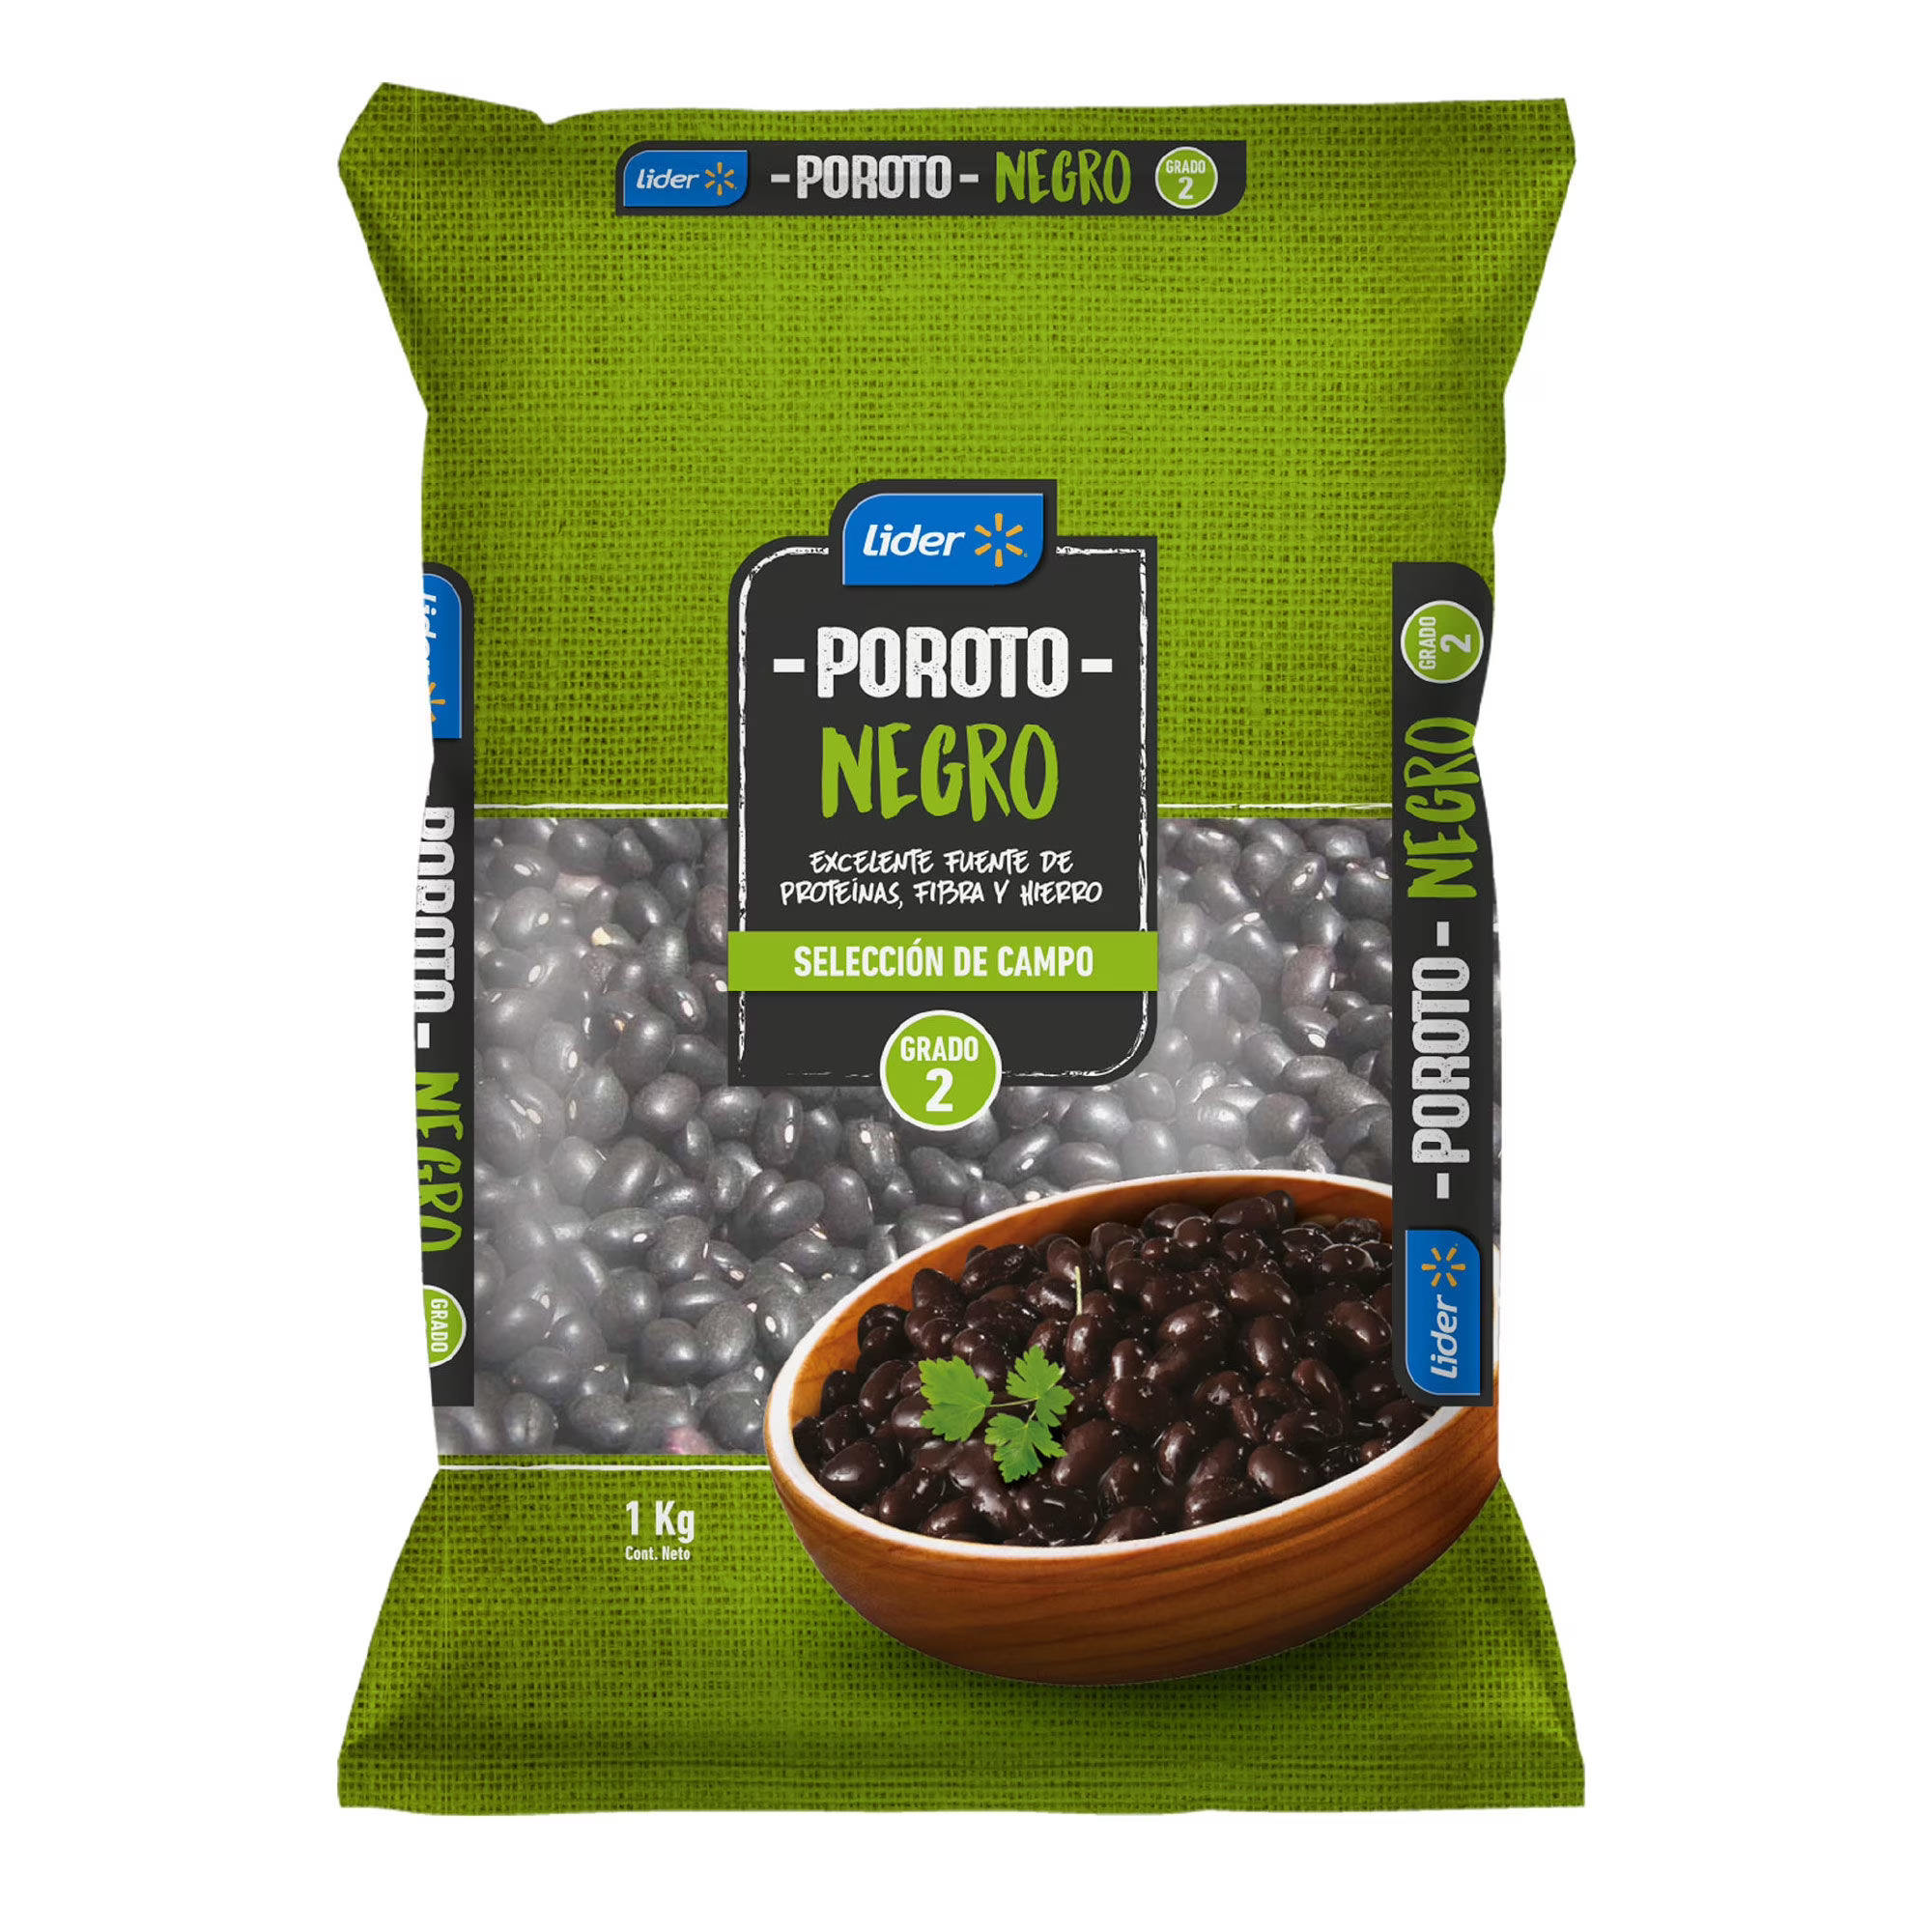 lider
- POROTO - NEGRO
GRADO
2
lider
- POROTO -
NEGRO
EXCELENTE FUENTE DE
PROTEÍNAS, FIBRA Y HIERRO
SELECCIÓN DE CAMPO
GRADO
2
lider
POROTO - NEGRO
GRADO
lider
- POROTO - NEGRO
GRADO
2
1 Kg
Cont. Neto